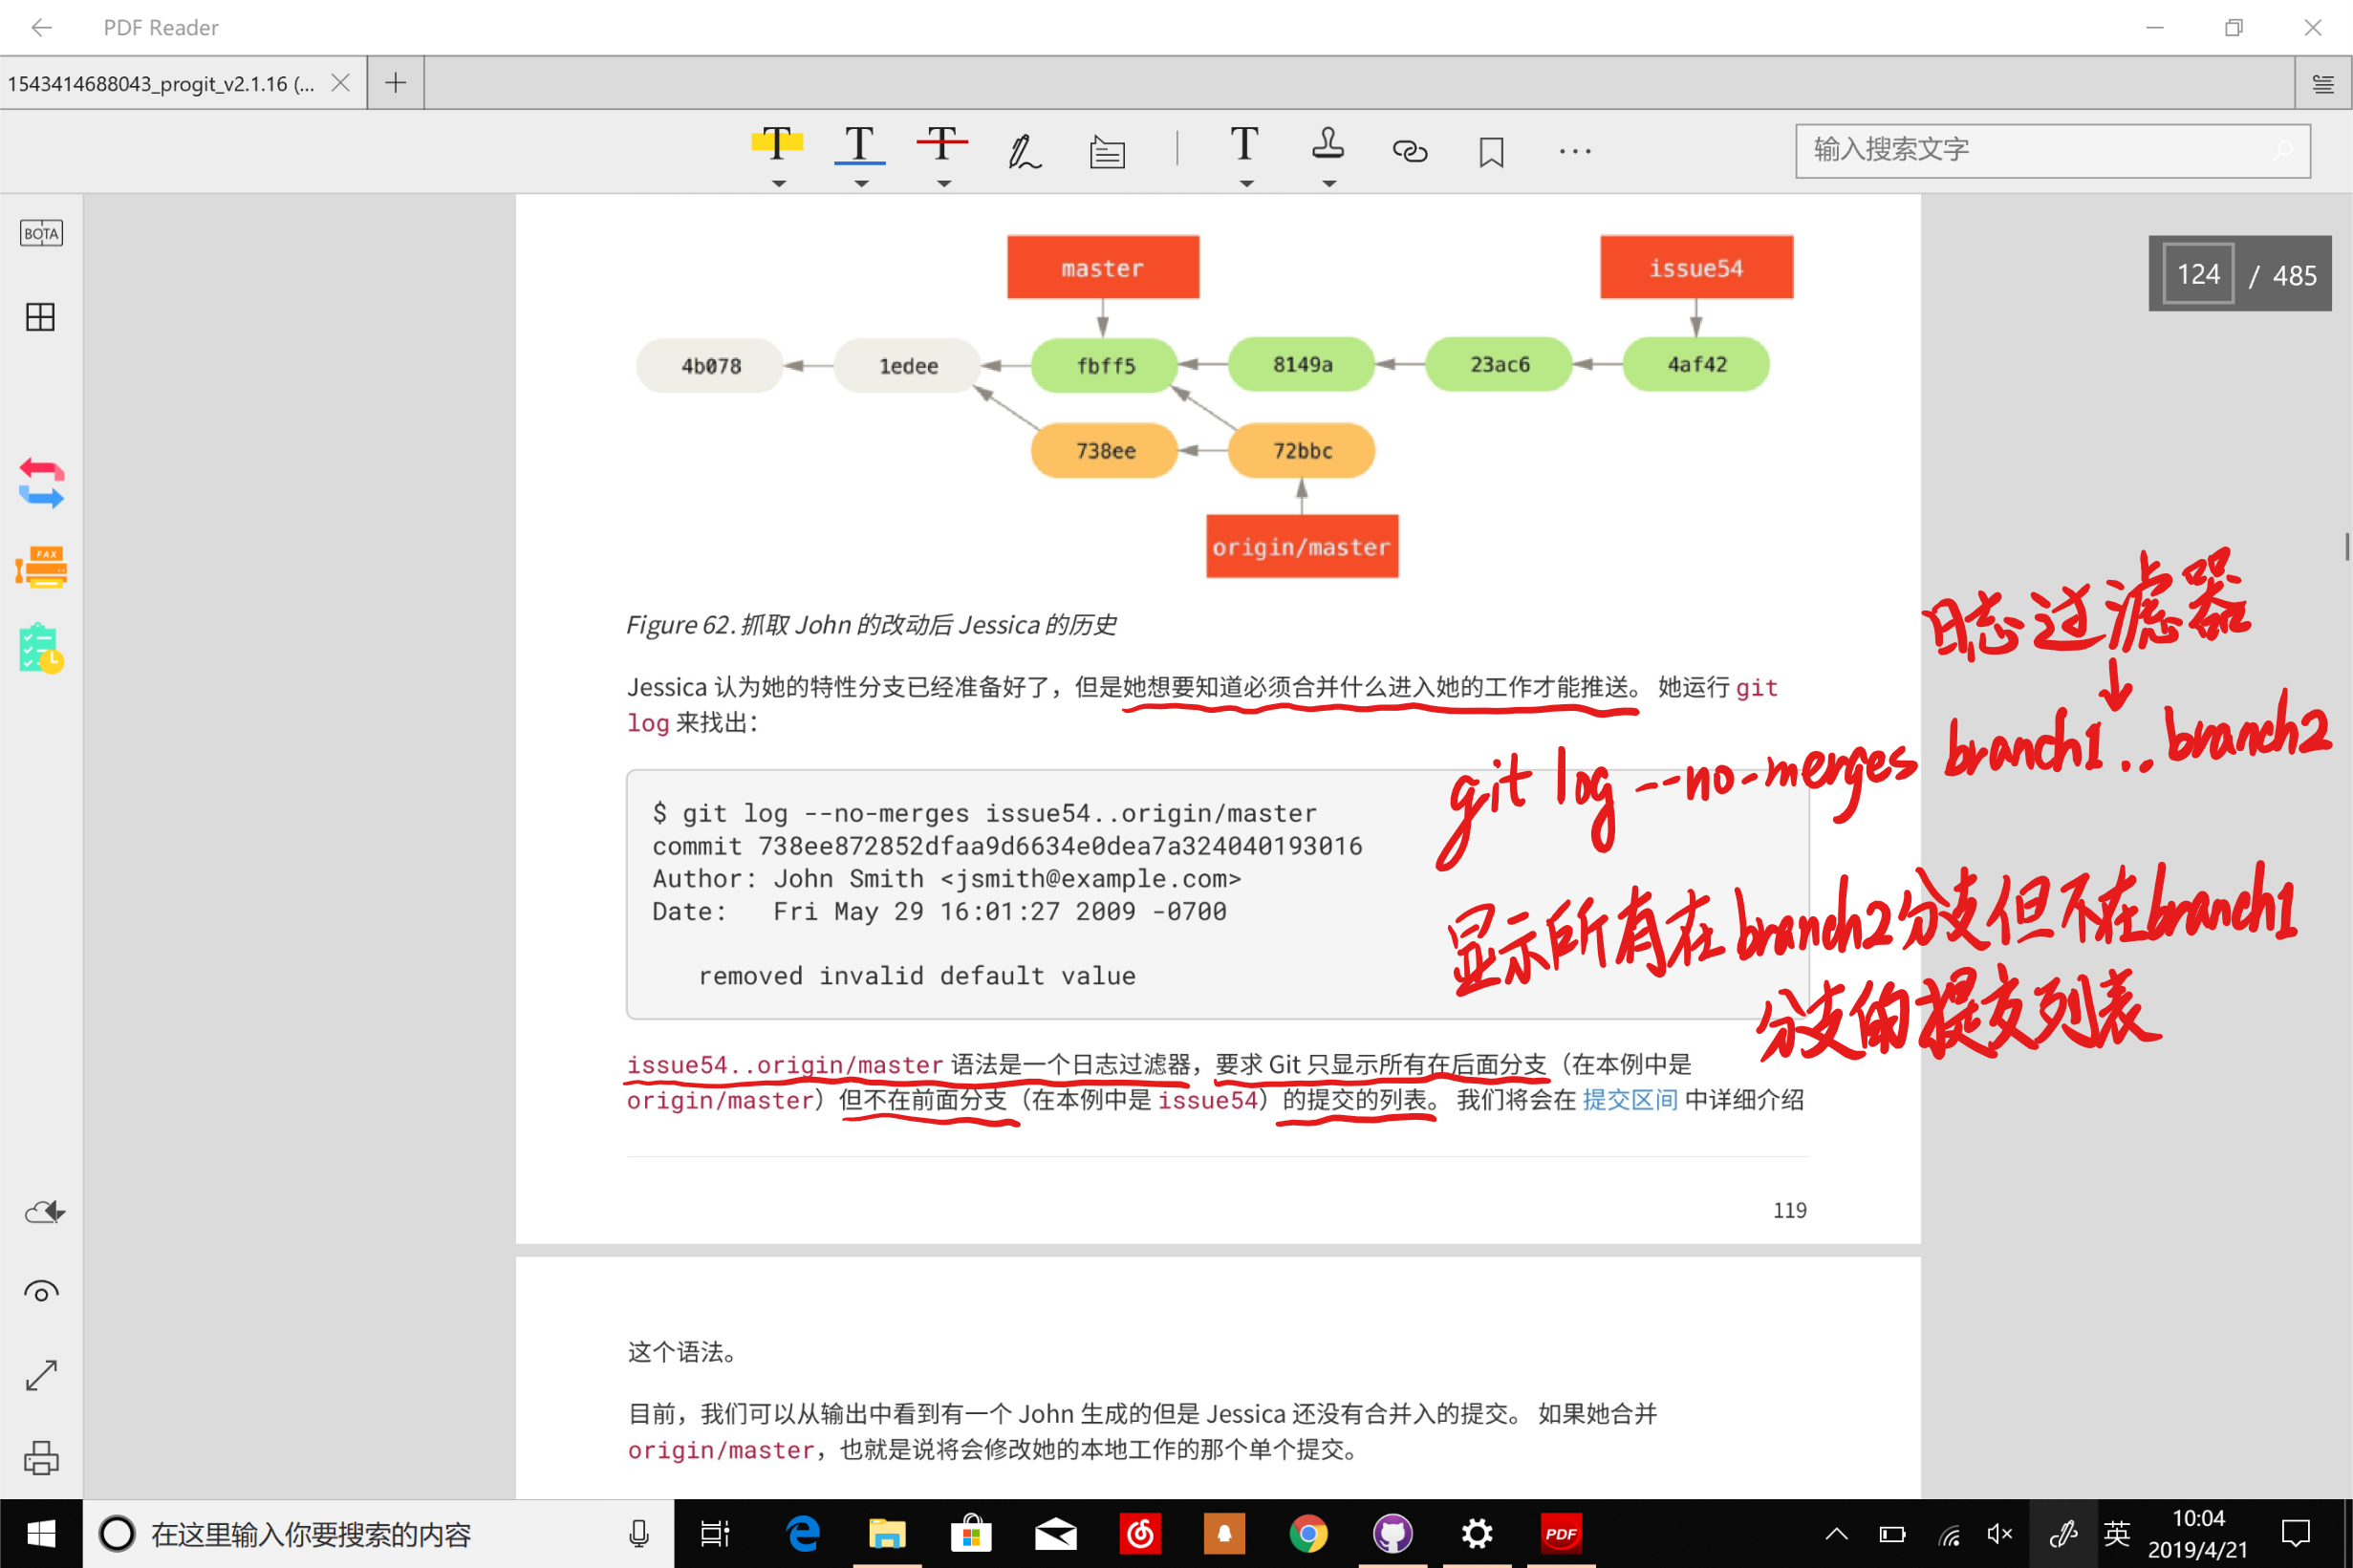 PDF Reader
1543414688043_progit_v2.1.16 (...
T T T T ...
输入搜索文字
BOTA
124 / 485
FAX
master
issue54
4b078 1edee fbff5 8149a 23ac6 4af42
738ee 72bbc
origin/master
Figure 62. 抓取 John 的改动后 Jessica 的历史
日志过滤器
↓
Jessica 认为她的特性分支已经准备好了，但是她想要知道必须合并什么进入她的工作才能推送。 她运行 git
log 来找出：
git log --no-merges branch1..branch2
$ git log --no-merges issue54..origin/master
commit 738ee872852dfaa9d6634e0dea7a324040193016
Author: John Smith <jsmith@example.com>
Date:   Fri May 29 16:01:27 2009 -0700
removed invalid default value
显示所有在branch2分支但不在branch1
分支的提交列表
issue54..origin/master 语法是一个日志过滤器，要求 Git 只显示所有在后面分支（在本例中是
origin/master）但不在前面分支（在本例中是 issue54）的提交的列表。 我们将会在 提交区间 中详细介绍
119
这个语法。
目前，我们可以从输出中看到有一个 John 生成的但是 Jessica 还没有合并入的提交。 如果她合并
origin/master，也就是说将会修改她的本地工作的那个单个提交。
在这里输入你要搜索的内容
PDF
英
10:04
2019/4/21